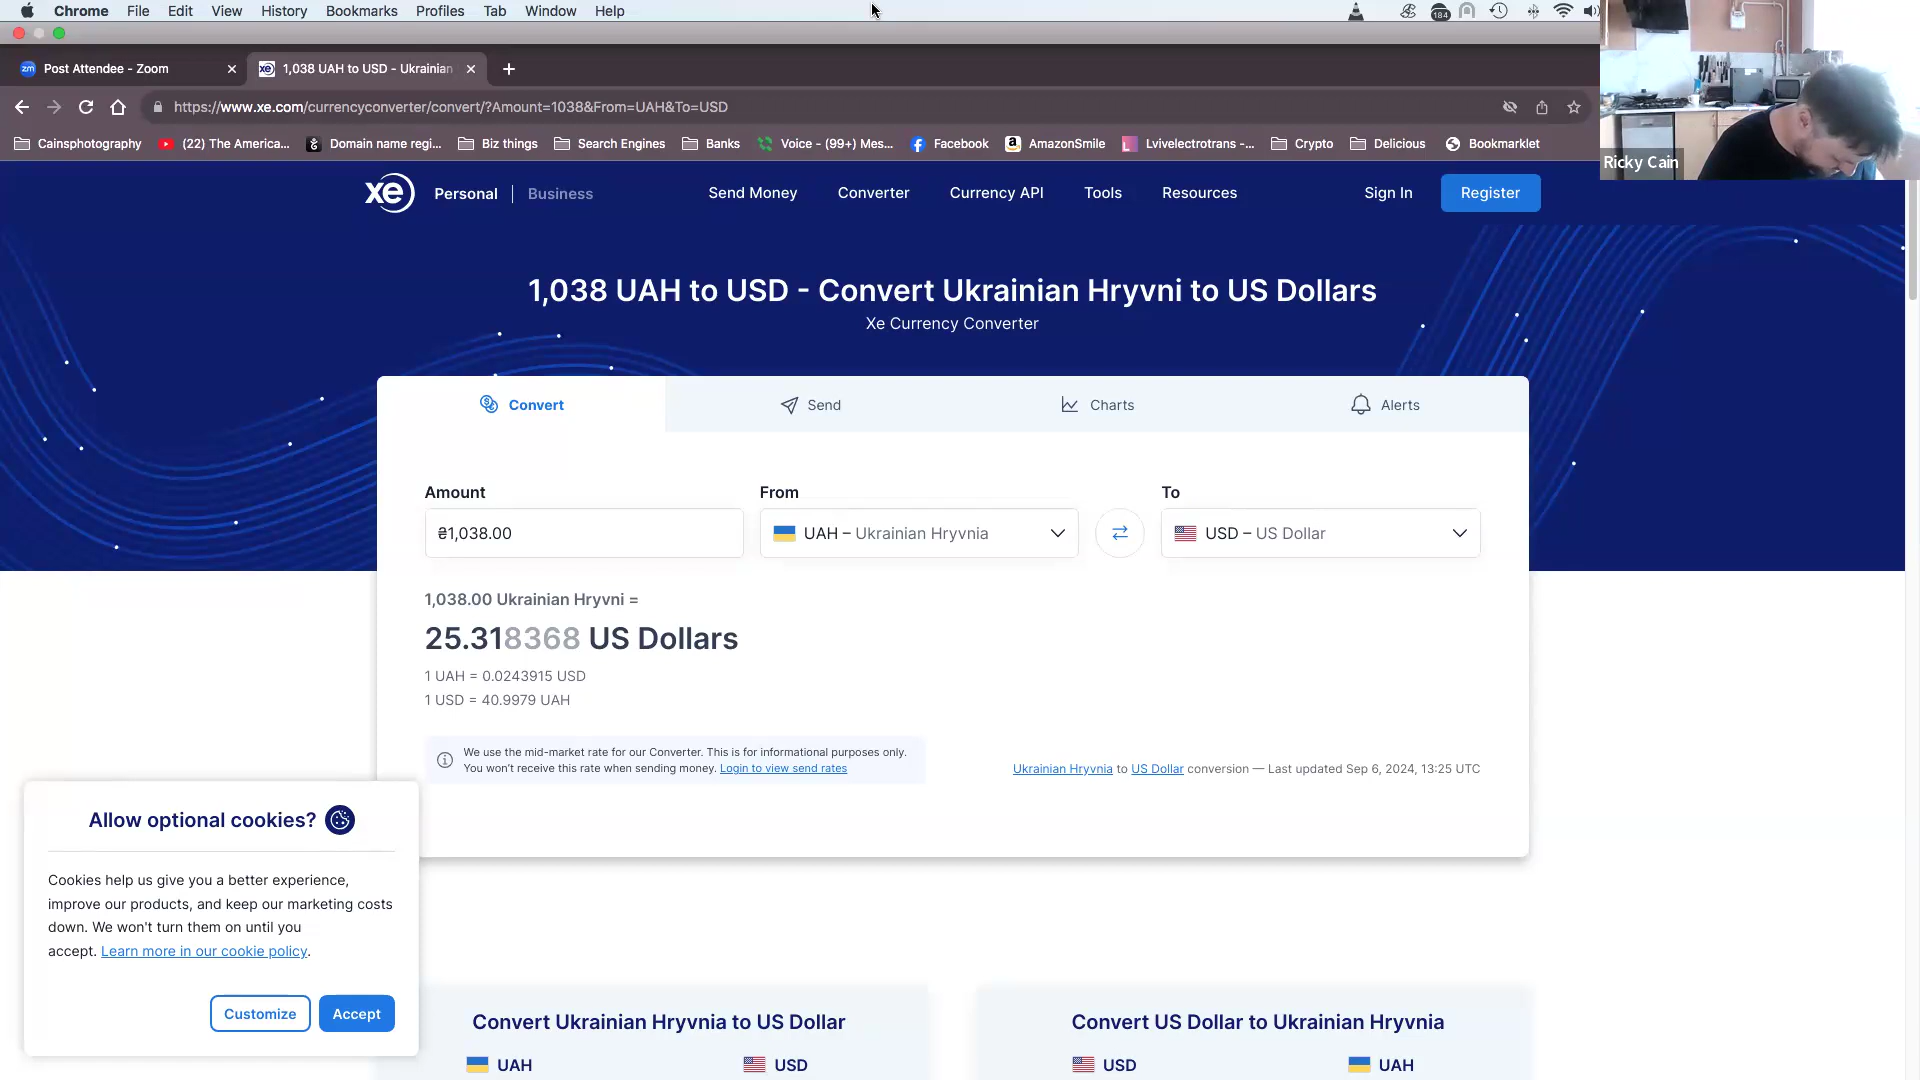 Chrome File Edit View History Bookmarks Profiles Tab Window Help
184
zm Post Attendee - Zoom
xe 1,038 UAH to USD - Ukrainian
https://www.xe.com/currencyconverter/convert/?Amount=1038&From=UAH&To=USD
Cainsphotography
(22) The America...
Domain name regi...
Biz things
Search Engines
Banks
Voice - (99+) Mes...
Facebook
AmazonSmile
Lvivelectrotrans -...
Crypto
Delicious
Bookmarklet
Ricky Cain
xe Personal Business Send Money Converter Currency API Tools Resources Sign In Register
1,038 UAH to USD - Convert Ukrainian Hryvni to US Dollars
Xe Currency Converter
Convert Send Charts Alerts
Amount From To
₴1,038.00 UAH – Ukrainian Hryvnia USD – US Dollar
1,038.00 Ukrainian Hryvni =
25.318368 US Dollars
1 UAH = 0.0243915 USD
1 USD = 40.9979 UAH
We use the mid-market rate for our Converter. This is for informational purposes only.
You won’t receive this rate when sending money. Login to view send rates
Ukrainian Hryvnia to US Dollar conversion — Last updated Sep 6, 2024, 13:25 UTC
Allow optional cookies?
Cookies help us give you a better experience,
improve our products, and keep our marketing costs
down. We won't turn them on until you
accept. Learn more in our cookie policy.
Customize Accept
Convert Ukrainian Hryvnia to US Dollar
UAH USD
Convert US Dollar to Ukrainian Hryvnia
USD UAH